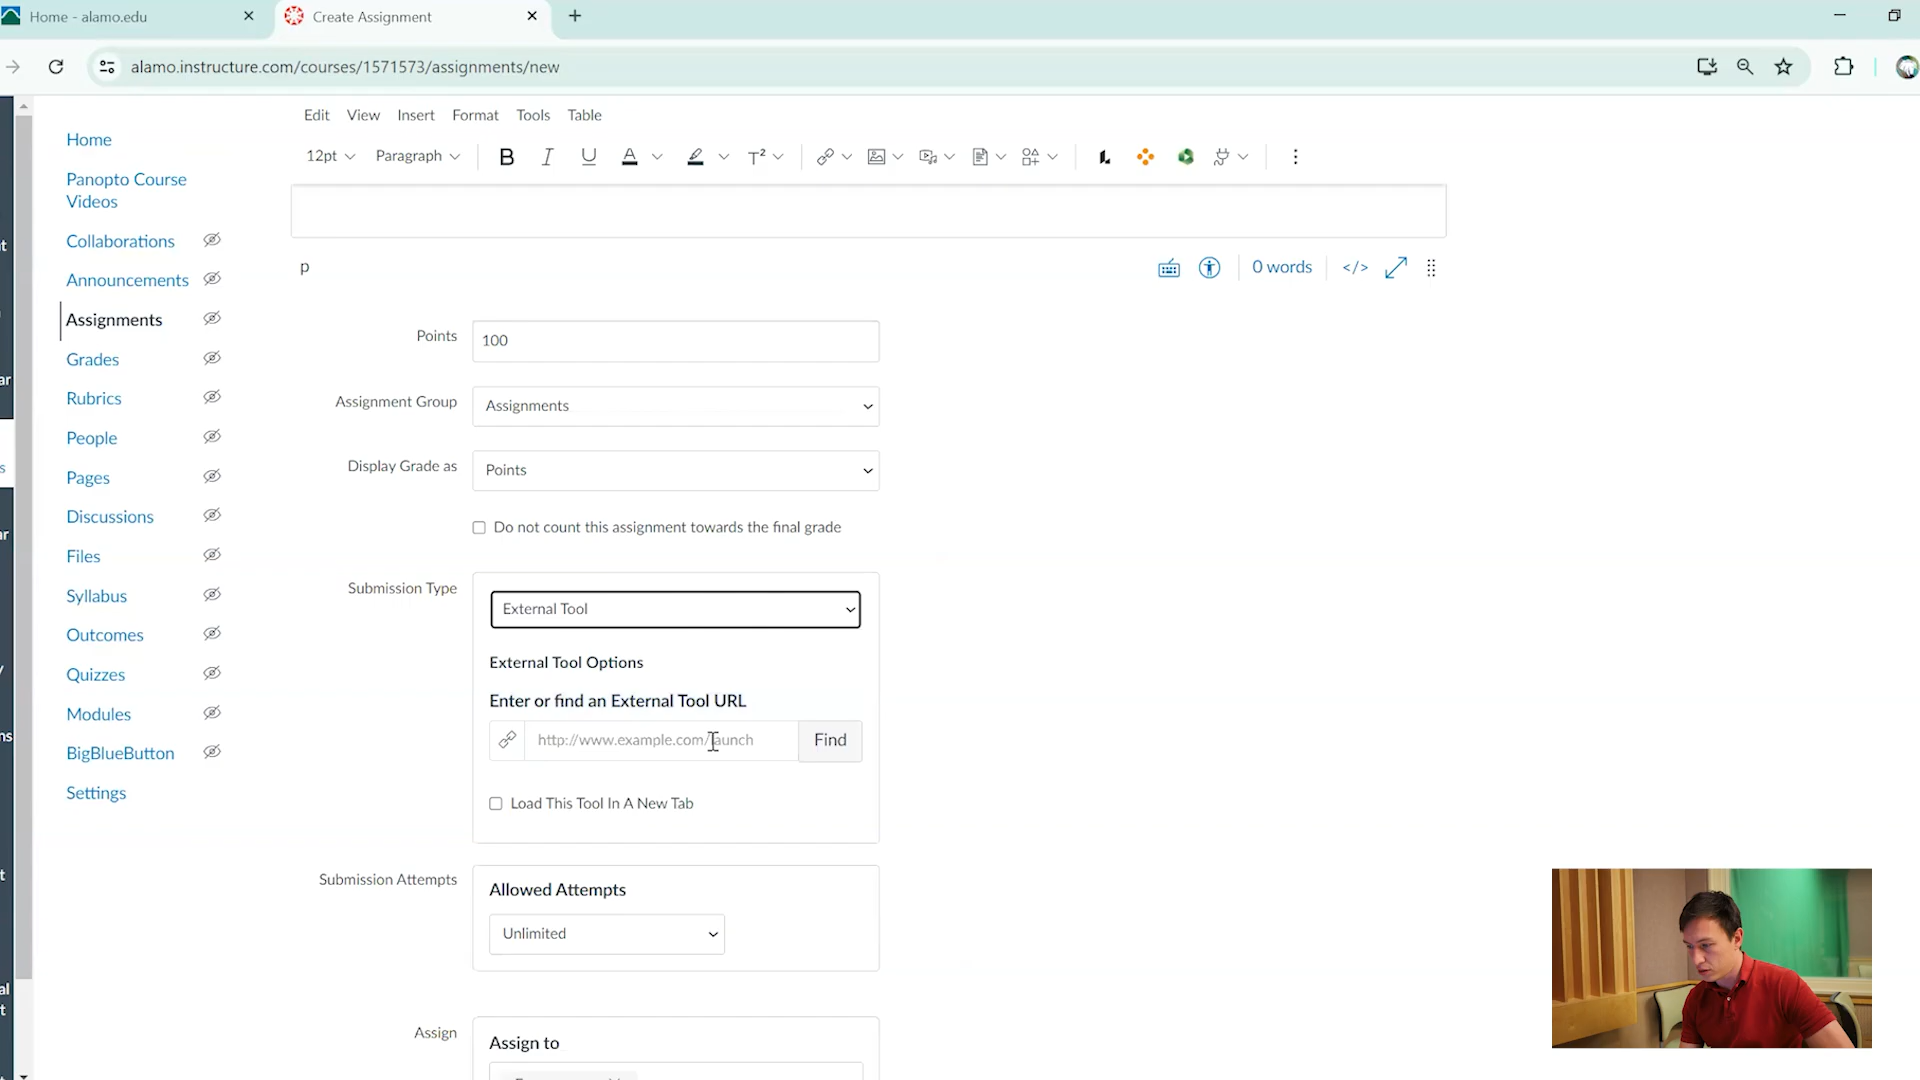 Home - alamo.edu
Create Assignment
alamo.instructure.com/courses/1571573/assignments/new
Edit View Insert Format Tools Table
12pt Paragraph B I U A T²
Home
Panopto Course
Videos
Collaborations
Announcements
Assignments
Grades
Rubrics
People
Pages
Discussions
Files
Syllabus
Outcomes
Quizzes
Modules
BigBlueButton
Settings
p
0 words </>
Points 100
Assignment Group Assignments
Display Grade as Points
Do not count this assignment towards the final grade
Submission Type External Tool
External Tool Options
Enter or find an External Tool URL
http://www.example.com/launch Find
Load This Tool In A New Tab
Submission Attempts Allowed Attempts
Unlimited
Assign Assign to